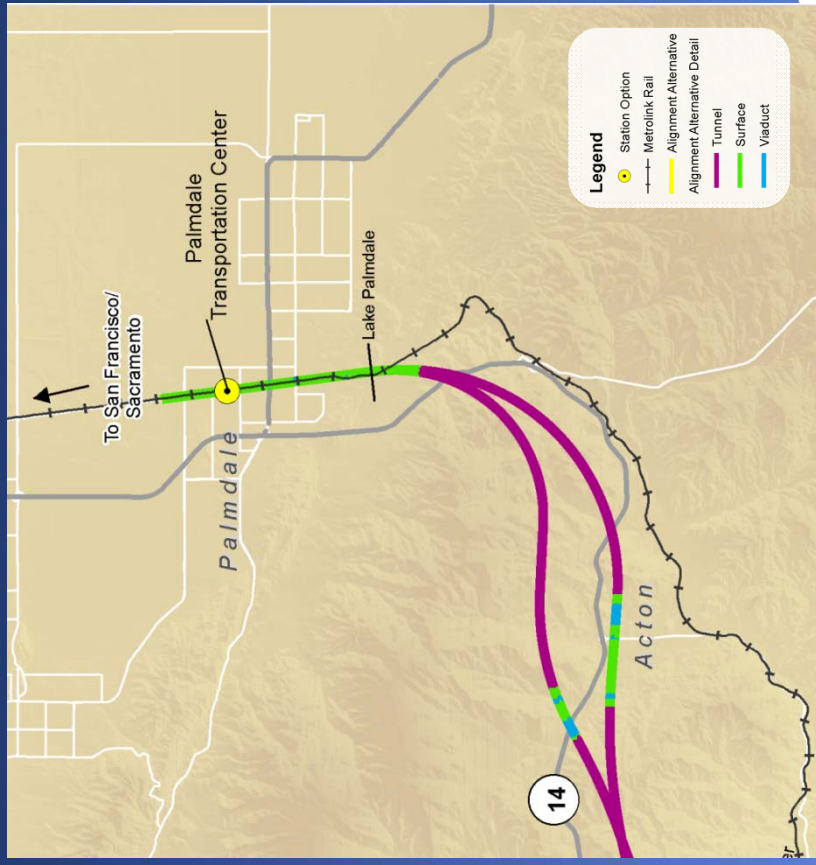 To San Francisco/
Sacramento
Palmdale
Transportation Center
Palmdale
Lake Palmdale
Acton
14
er
Legend
Station Option
Metrolink Rail
Alignment Alternative
Alignment Alternative Detail
Tunnel
Surface
Viaduct